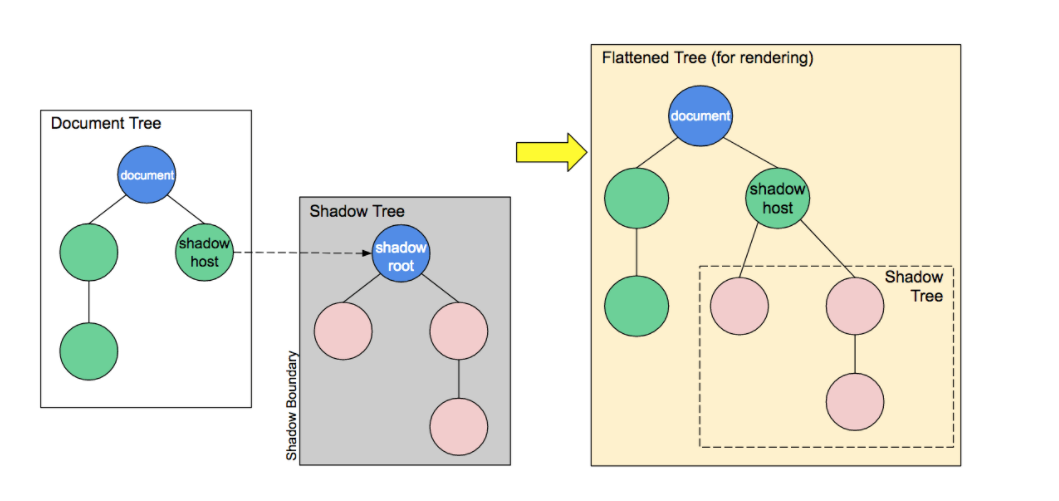 Document Tree
document
shadow
host
Shadow Tree
shadow
root
Shadow Boundary
Flattened Tree (for rendering)
document
shadow
host
Shadow
Tree